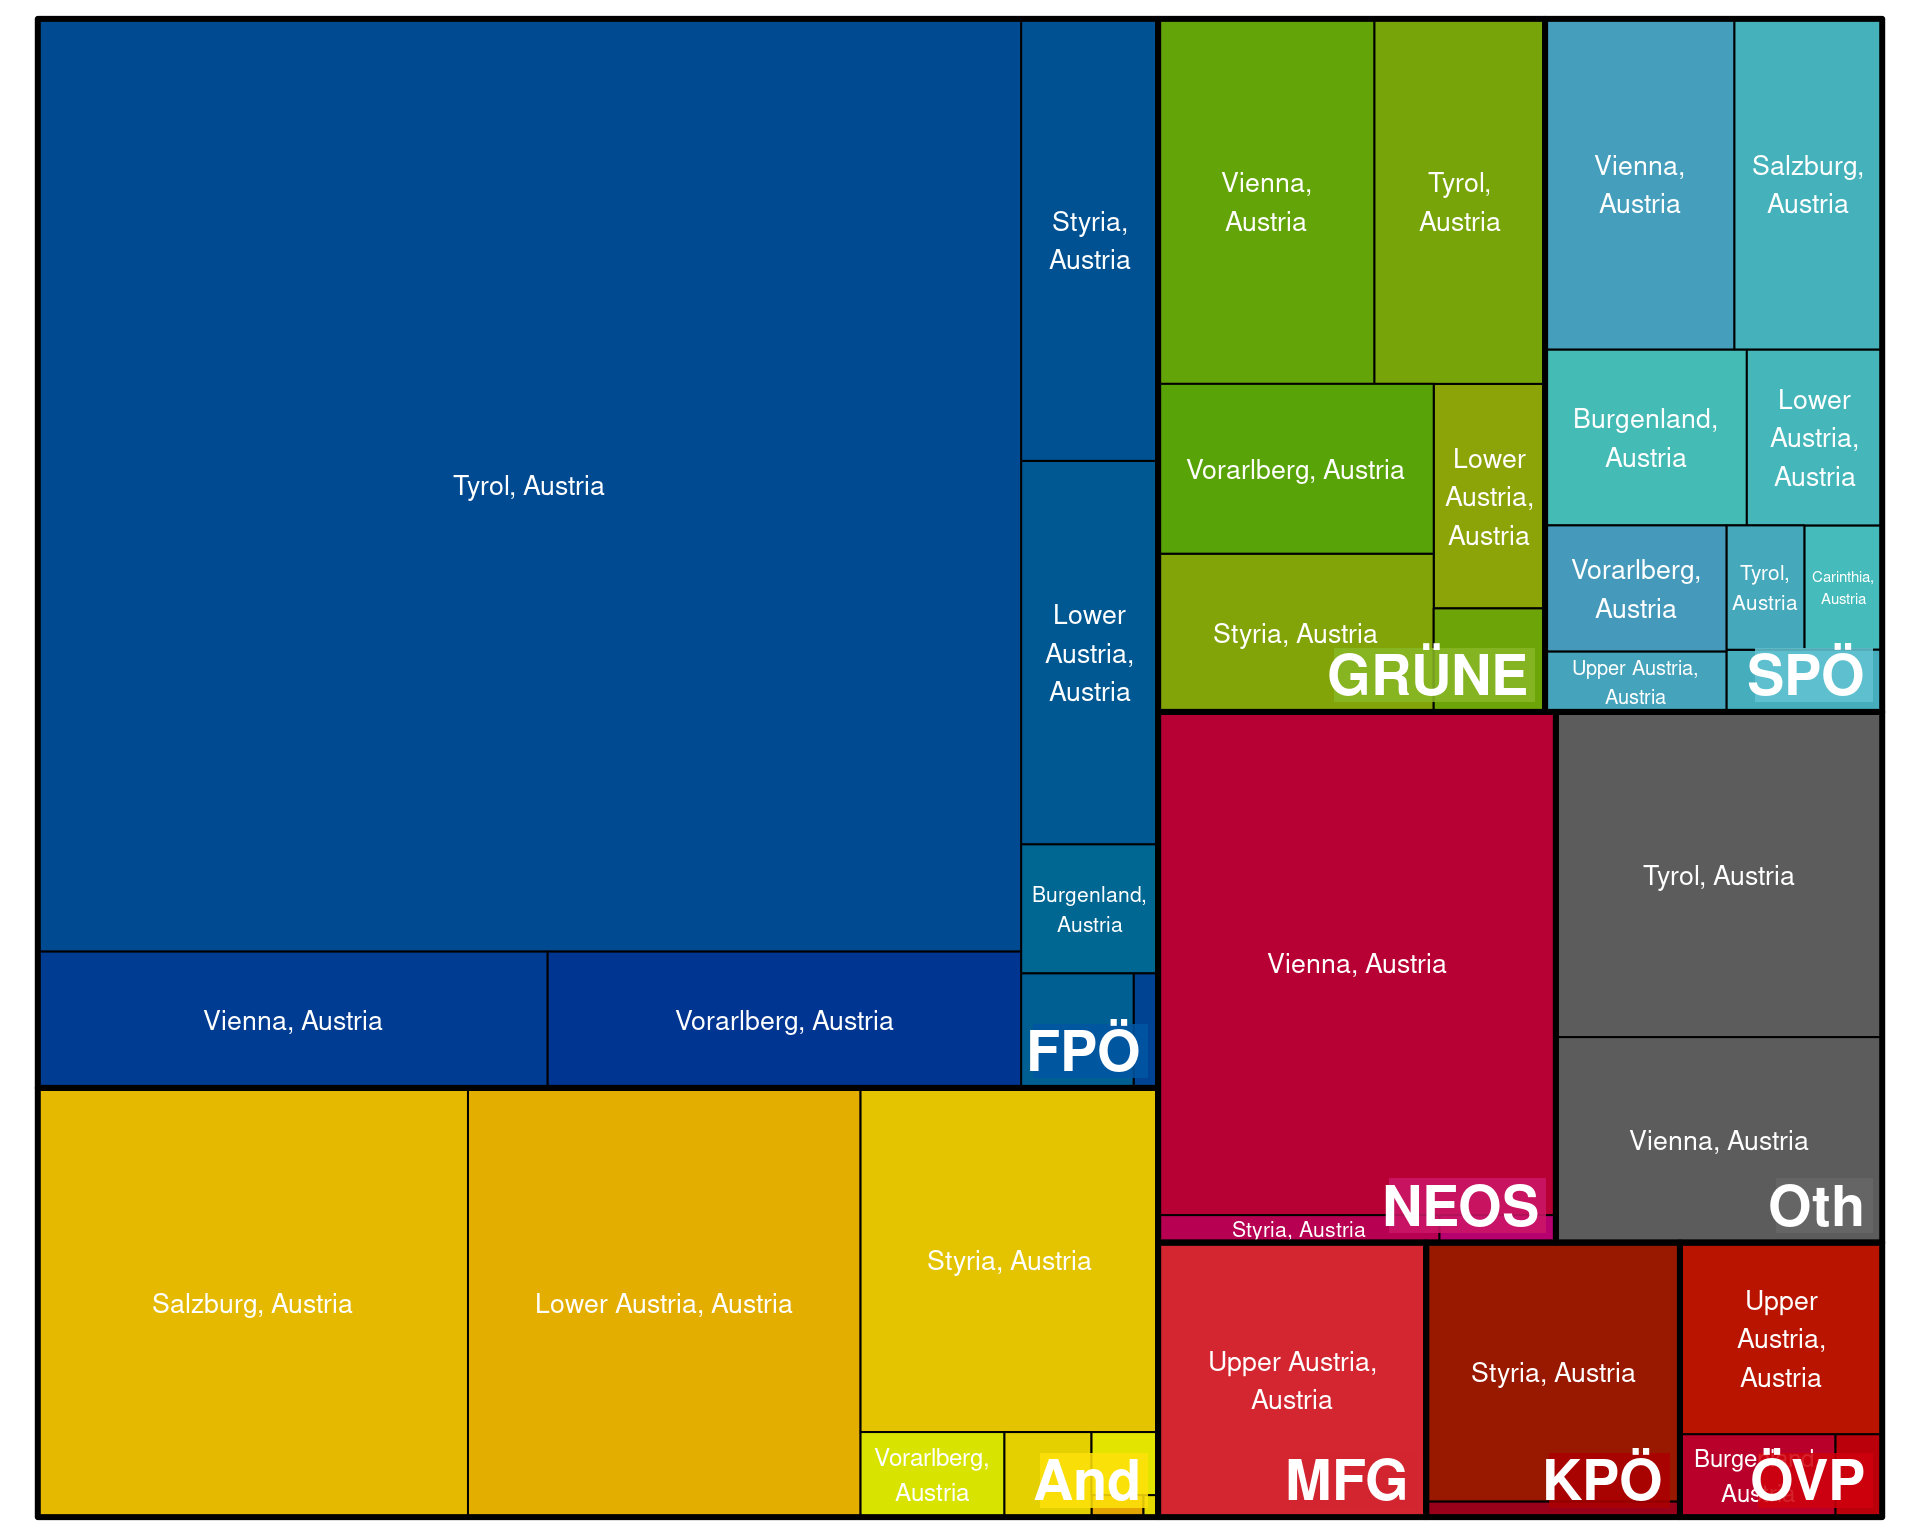 Tyrol, Austria
Styria,
Austria
Lower
Austria,
Austria
Burgenland,
Austria
Vienna, Austria
Vorarlberg, Austria
FPÖ
Salzburg, Austria
Lower Austria, Austria
Styria, Austria
Vorarlberg,
Austria
And
Vienna,
Austria
Tyrol,
Austria
Vorarlberg, Austria
Lower
Austria,
Austria
Styria, Austria
GRÜNE
Vienna,
Austria
Salzburg,
Austria
Burgenland,
Austria
Lower
Austria,
Austria
Vorarlberg,
Austria
Tyrol,
Austria
Carinthia,
Austria
Upper Austria,
Austria
SPÖ
Vienna, Austria
Styria, Austria
NEOS
Tyrol, Austria
Vienna, Austria
Oth
Upper Austria,
Austria
MFG
Styria, Austria
KPÖ
Upper
Austria,
Austria
Burgenland,
Austria
ÖVP